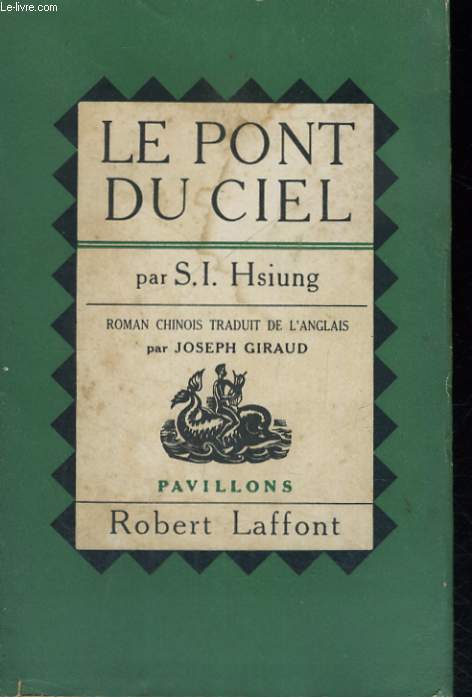 Le-livre.com
LE PONT
DU CIEL
par S.I. Hsiung
ROMAN CHINOIS TRADUIT DE L'ANGLAIS
par JOSEPH GIRAUD
PAVILLONS
Robert Laffont